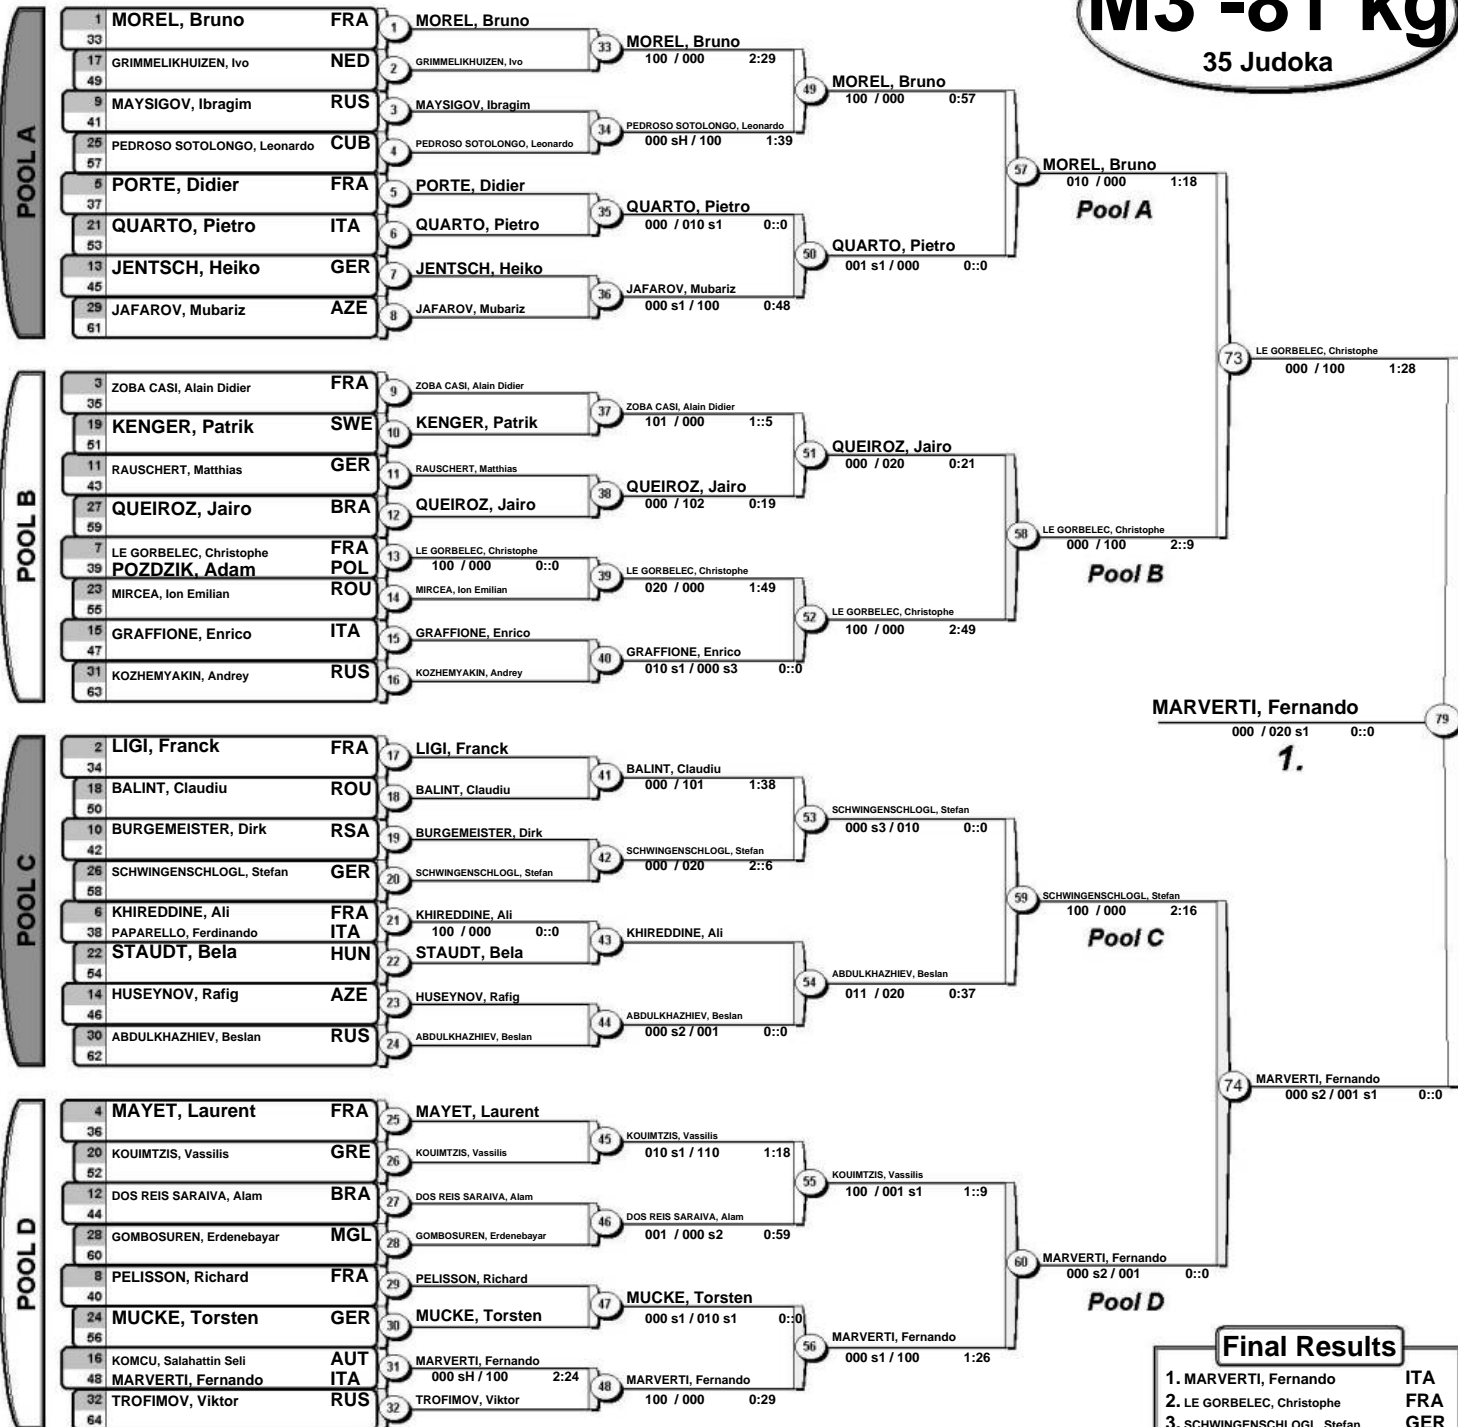 M3 -81 kg
35 Judoka
POOL A
1 MOREL, Bruno FRA
33
17 GRIMMELIKHUIZEN, Ivo NED
49
9 MAYSIGOV, Ibragim RUS
41
25 PEDROSO SOTOLONGO, Leonardo CUB
57
5 PORTE, Didier FRA
37
21 QUARTO, Pietro ITA
53
13 JENTSCH, Heiko GER
45
29 JAFAROV, Mubariz AZE
61
1 MOREL, Bruno
2 GRIMMELIKHUIZEN, Ivo
3 MAYSIGOV, Ibragim
4 PEDROSO SOTOLONGO, Leonardo
5 PORTE, Didier
6 QUARTO, Pietro
7 JENTSCH, Heiko
8 JAFAROV, Mubariz
33 MOREL, Bruno
100 / 000 2:29
34 PEDROSO SOTOLONGO, Leonardo
000 sH / 100 1:39
35 QUARTO, Pietro
000 / 010 s1 0::0
36 JAFAROV, Mubariz
000 s1 / 100 0:48
49 MOREL, Bruno
100 / 000 0:57
50 QUARTO, Pietro
001 s1 / 000 0::0
57 MOREL, Bruno
010 / 000 1:18
Pool A
POOL B
3 ZOBA CASI, Alain Didier FRA
35
19 KENGER, Patrik SWE
51
11 RAUSCHERT, Matthias GER
43
27 QUEIROZ, Jairo BRA
59
7 LE GORBELEC, Christophe FRA
39 POZDZIK, Adam POL
23 MIRCEA, Ion Emilian ROU
55
15 GRAFFIONE, Enrico ITA
47
31 KOZHEMYAKIN, Andrey RUS
63
9 ZOBA CASI, Alain Didier
10 KENGER, Patrik
11 RAUSCHERT, Matthias
12 QUEIROZ, Jairo
13 LE GORBELEC, Christophe
100 / 000 0::0
14 MIRCEA, Ion Emilian
15 GRAFFIONE, Enrico
16 KOZHEMYAKIN, Andrey
37 ZOBA CASI, Alain Didier
101 / 000 1::5
38 QUEIROZ, Jairo
000 / 102 0:19
39 LE GORBELEC, Christophe
020 / 000 1:49
40 GRAFFIONE, Enrico
010 s1 / 000 s3 0::0
51 QUEIROZ, Jairo
000 / 020 0:21
52 LE GORBELEC, Christophe
100 / 000 2:49
58 LE GORBELEC, Christophe
000 / 100 2::9
Pool B
73 LE GORBELEC, Christophe
000 / 100 1:28
MARVERTI, Fernando 79
000 / 020 s1 0::0
1.
POOL C
2 LIGI, Franck FRA
34
18 BALINT, Claudiu ROU
50
10 BURGEMEISTER, Dirk RSA
42
26 SCHWINGENSCHLOGL, Stefan GER
58
6 KHIREDDINE, Ali FRA
38 PAPARELLO, Ferdinando ITA
22 STAUDT, Bela HUN
54
14 HUSEYNOV, Rafig AZE
46
30 ABDULKHAZHIEV, Beslan RUS
62
17 LIGI, Franck
18 BALINT, Claudiu
19 BURGEMEISTER, Dirk
20 SCHWINGENSCHLOGL, Stefan
21 KHIREDDINE, Ali
100 / 000 0::0
22 STAUDT, Bela
23 HUSEYNOV, Rafig
24 ABDULKHAZHIEV, Beslan
41 BALINT, Claudiu
000 / 101 1:38
42 SCHWINGENSCHLOGL, Stefan
000 / 020 2::6
43 KHIREDDINE, Ali
44 ABDULKHAZHIEV, Beslan
000 s2 / 001 0::0
53 SCHWINGENSCHLOGL, Stefan
000 s3 / 010 0::0
54 ABDULKHAZHIEV, Beslan
011 / 020 0:37
59 SCHWINGENSCHLOGL, Stefan
100 / 000 2:16
Pool C
POOL D
4 MAYET, Laurent FRA
36
20 KOUIMTZIS, Vassilis GRE
52
12 DOS REIS SARAIVA, Alam BRA
44
28 GOMBOSUREN, Erdenebayar MGL
60
8 PELISSON, Richard FRA
40
24 MUCKE, Torsten GER
56
16 KOMCU, Salahattin Seli AUT
48 MARVERTI, Fernando ITA
32 TROFIMOV, Viktor RUS
64
25 MAYET, Laurent
26 KOUIMTZIS, Vassilis
27 DOS REIS SARAIVA, Alam
28 GOMBOSUREN, Erdenebayar
29 PELISSON, Richard
30 MUCKE, Torsten
31 MARVERTI, Fernando
000 sH / 100 2:24
32 TROFIMOV, Viktor
45 KOUIMTZIS, Vassilis
010 s1 / 110 1:18
46 DOS REIS SARAIVA, Alam
001 / 000 s2 0:59
47 MUCKE, Torsten
000 s1 / 010 s1 0::0
48 MARVERTI, Fernando
100 / 000 0:29
55 KOUIMTZIS, Vassilis
100 / 001 s1 1::9
56 MARVERTI, Fernando
000 s1 / 100 1:26
60 MARVERTI, Fernando
000 s2 / 001 0::0
Pool D
74 MARVERTI, Fernando
000 s2 / 001 s1 0::0
Final Results
1. MARVERTI, Fernando ITA
2. LE GORBELEC, Christophe FRA
3. SCHWINGENSCHLOGL, Stefan GER